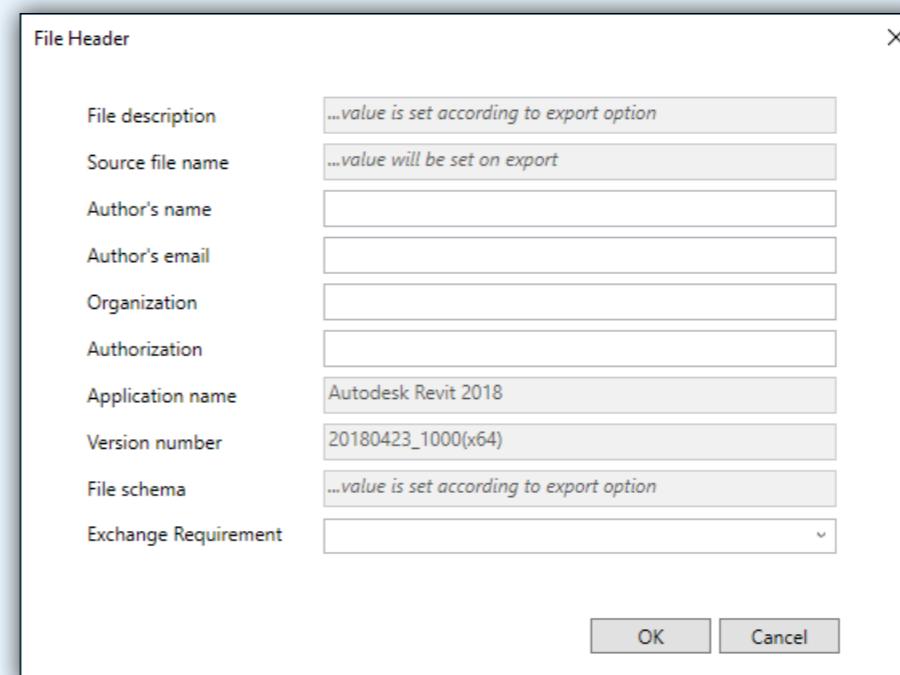 File Header
File description ...value is set according to export option
Source file name ...value will be set on export
Author's name
Author's email
Organization
Authorization
Application name Autodesk Revit 2018
Version number 20180423_1000(x64)
File schema ...value is set according to export option
Exchange Requirement
OK Cancel